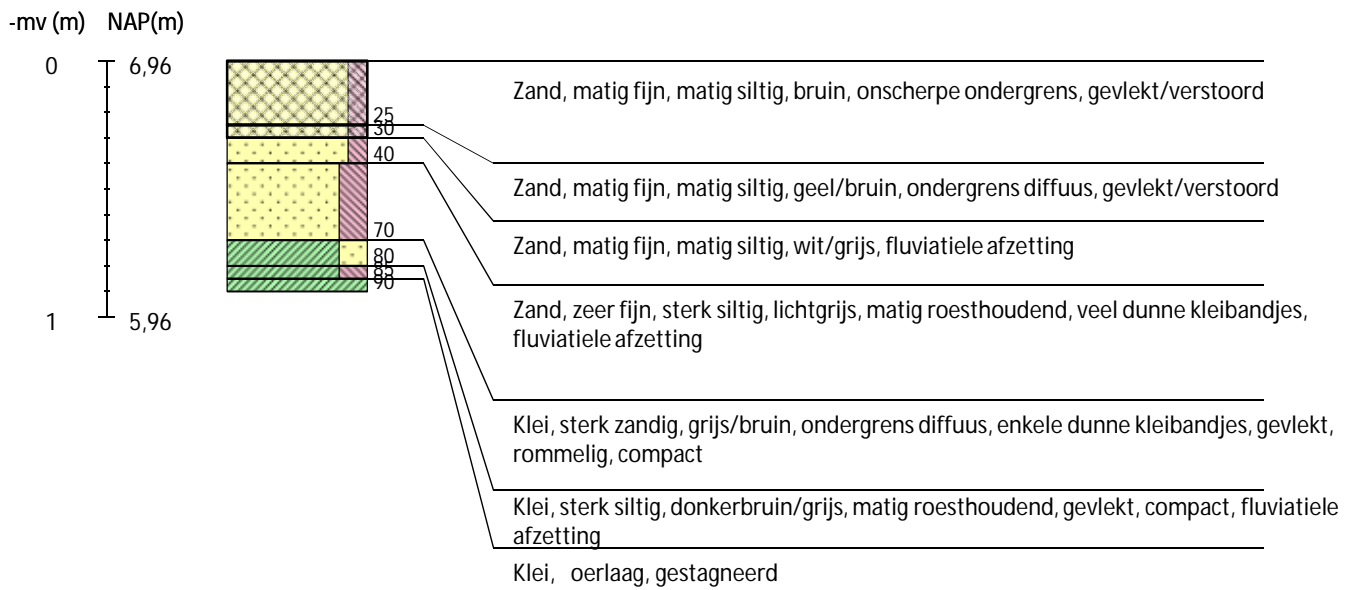 -mv (m) NAP(m)
0 6,96
Zand, matig fijn, matig siltig, bruin, onscherpe ondergrens, gevlekt/verstoord
25
30
40
Zand, matig fijn, matig siltig, geel/bruin, ondergrens diffuus, gevlekt/verstoord
70
Zand, matig fijn, matig siltig, wit/grijs, fluviatiele afzetting
80
85
90
Zand, zeer fijn, sterk siltig, lichtgrijs, matig roesthoudend, veel dunne kleibandjes,
fluviatiele afzetting
1 5,96
Klei, sterk zandig, grijs/bruin, ondergrens diffuus, enkele dunne kleibandjes, gevlekt,
rommelig, compact
Klei, sterk siltig, donkerbruin/grijs, matig roesthoudend, gevlekt, compact, fluviatiele
afzetting
Klei, oerlaag, gestagneerd